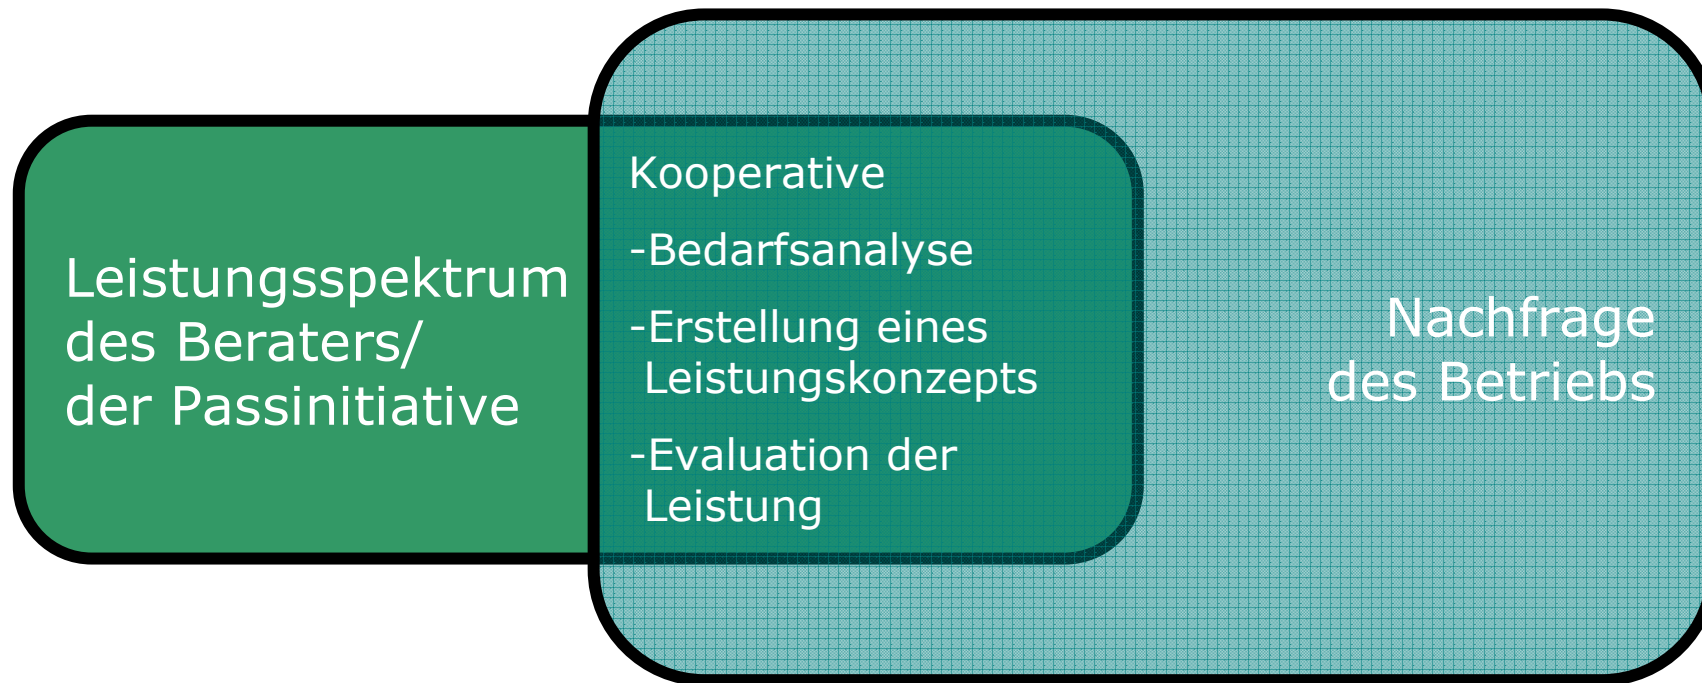 Leistungsspektrum
des Beraters/
der Passinitiative
Kooperative
-Bedarfsanalyse
-Erstellung eines
Leistungskonzepts
-Evaluation der
Leistung
Nachfrage
des Betriebs